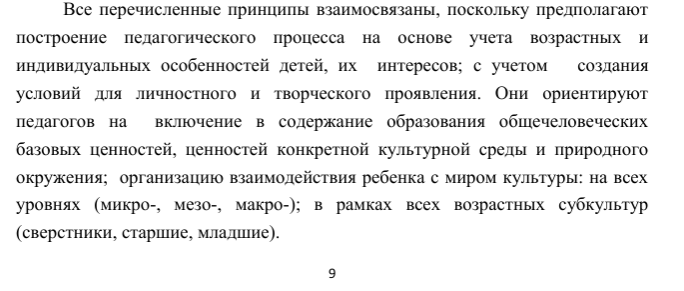 Все перечисленные принципы взаимосвязаны, поскольку предполагают
построение педагогического процесса на основе учета возрастных и
индивидуальных особенностей детей, их интересов; с учетом создания
условий для личностного и творческого проявления. Они ориентируют
педагогов на включение в содержание образования общечеловеческих
базовых ценностей, ценностей конкретной культурной среды и природного
окружения; организацию взаимодействия ребенка с миром культуры: на всех
уровнях (микро-, мезо-, макро-); в рамках всех возрастных субкультур
(сверстники, старшие, младшие).
9